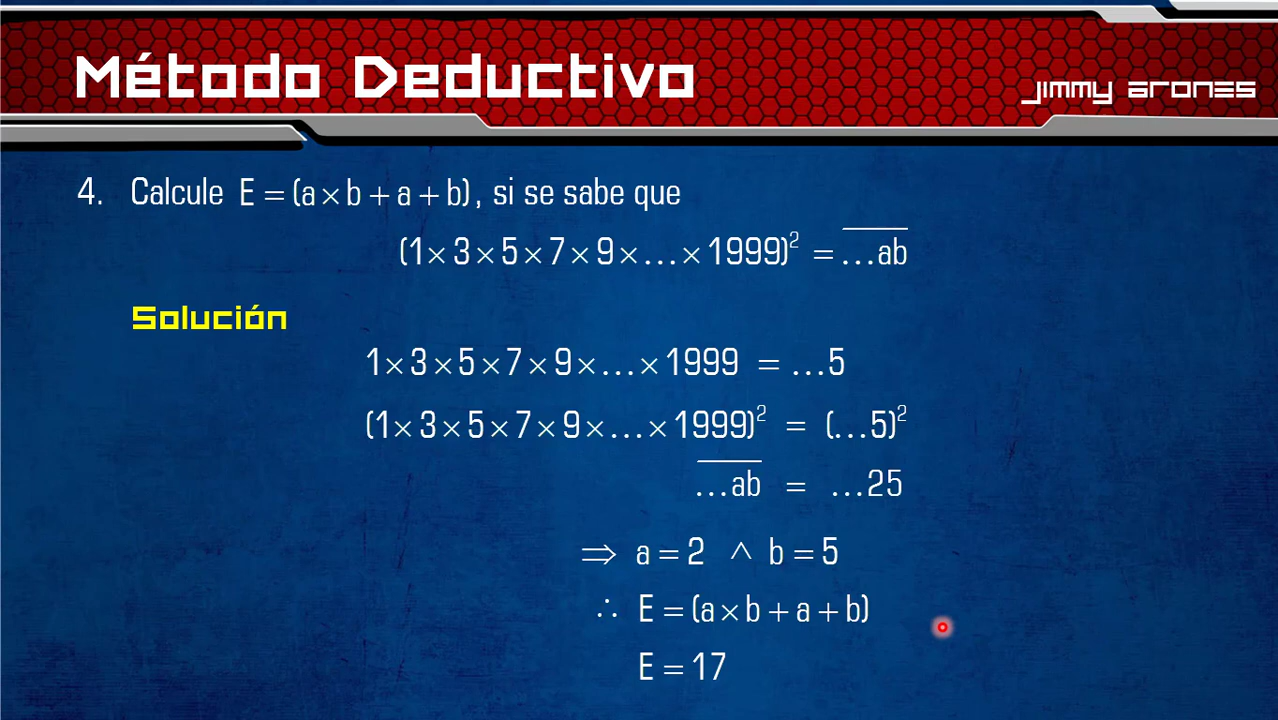 Método Deductivo
Jimmy Arones
4. Calcule E = (a × b + a + b), si se sabe que
(1 × 3 × 5 × 7 × 9 × ... × 1999)² = \overline{...ab}
Solución
1 × 3 × 5 × 7 × 9 × ... × 1999 = ...5
(1 × 3 × 5 × 7 × 9 × ... × 1999)² = (...5)²
\overline{...ab} = ...25
⇒ a = 2 ∧ b = 5
∴ E = (a × b + a + b)
E = 17